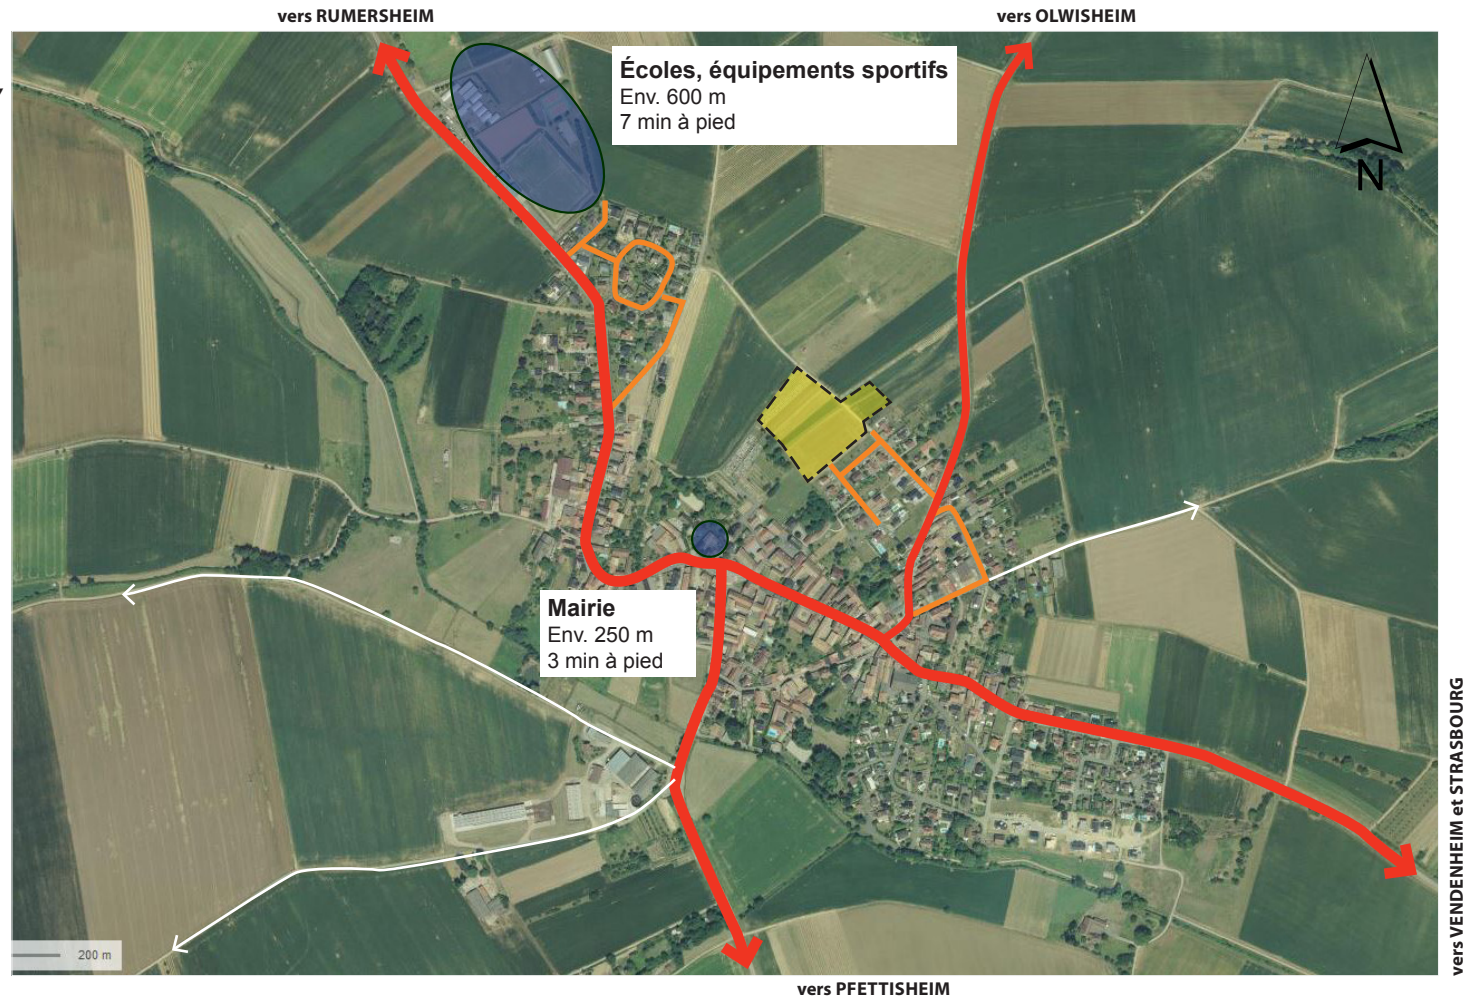 vers RUMERSHEIM
vers OLWISHEIM
Écoles, équipements sportifs
Env. 600 m
7 min à pied
N
Mairie
Env. 250 m
3 min à pied
vers VENDENHEIM et STRASBOURG
200 m
vers PFETTISHEIM